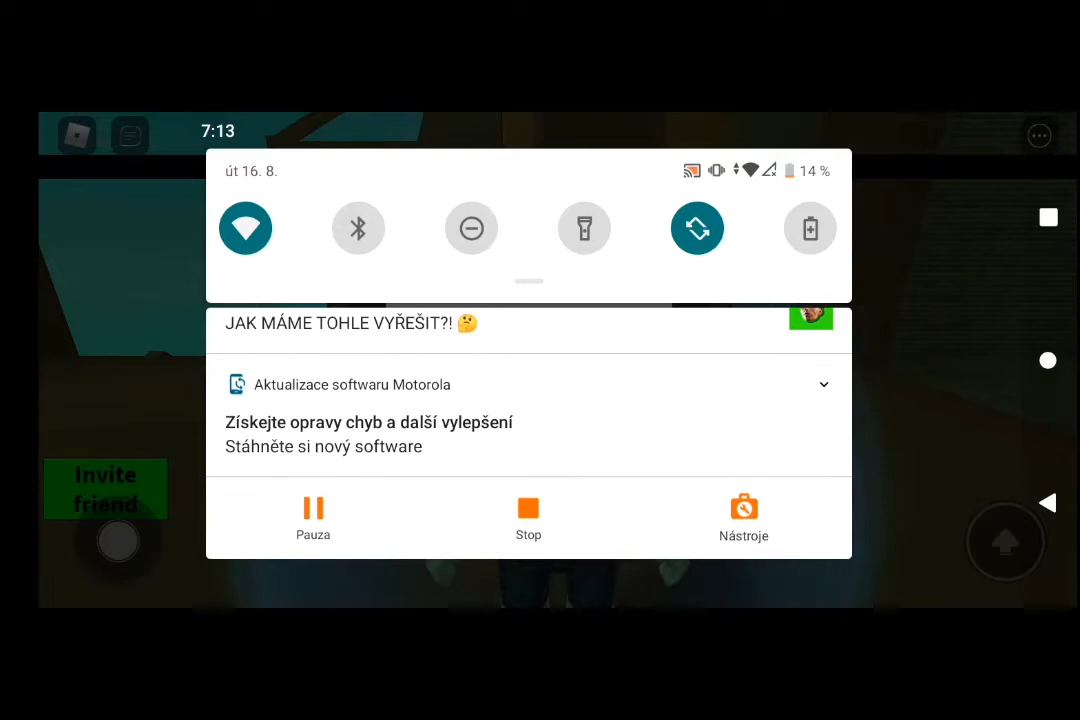 7:13
út 16. 8.
14 %
JAK MÁME TOHLE VYŘEŠIT?! 🤔
Aktualizace softwaru Motorola
Získejte opravy chyb a další vylepšení
Stáhněte si nový software
Invite
friend
Pauza
Stop
Nástroje